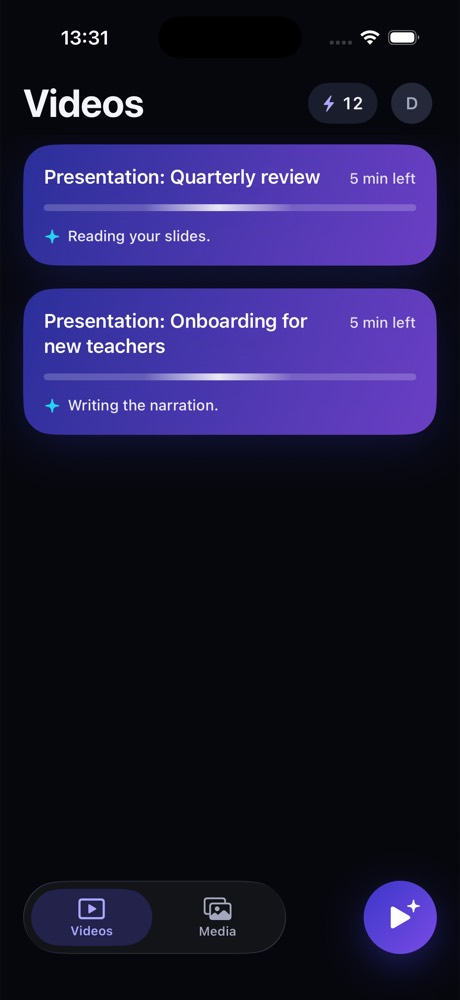 13:31
Videos
12
D
Presentation: Quarterly review
5 min left
Reading your slides.
Presentation: Onboarding for
new teachers
5 min left
Writing the narration.
Videos
Media